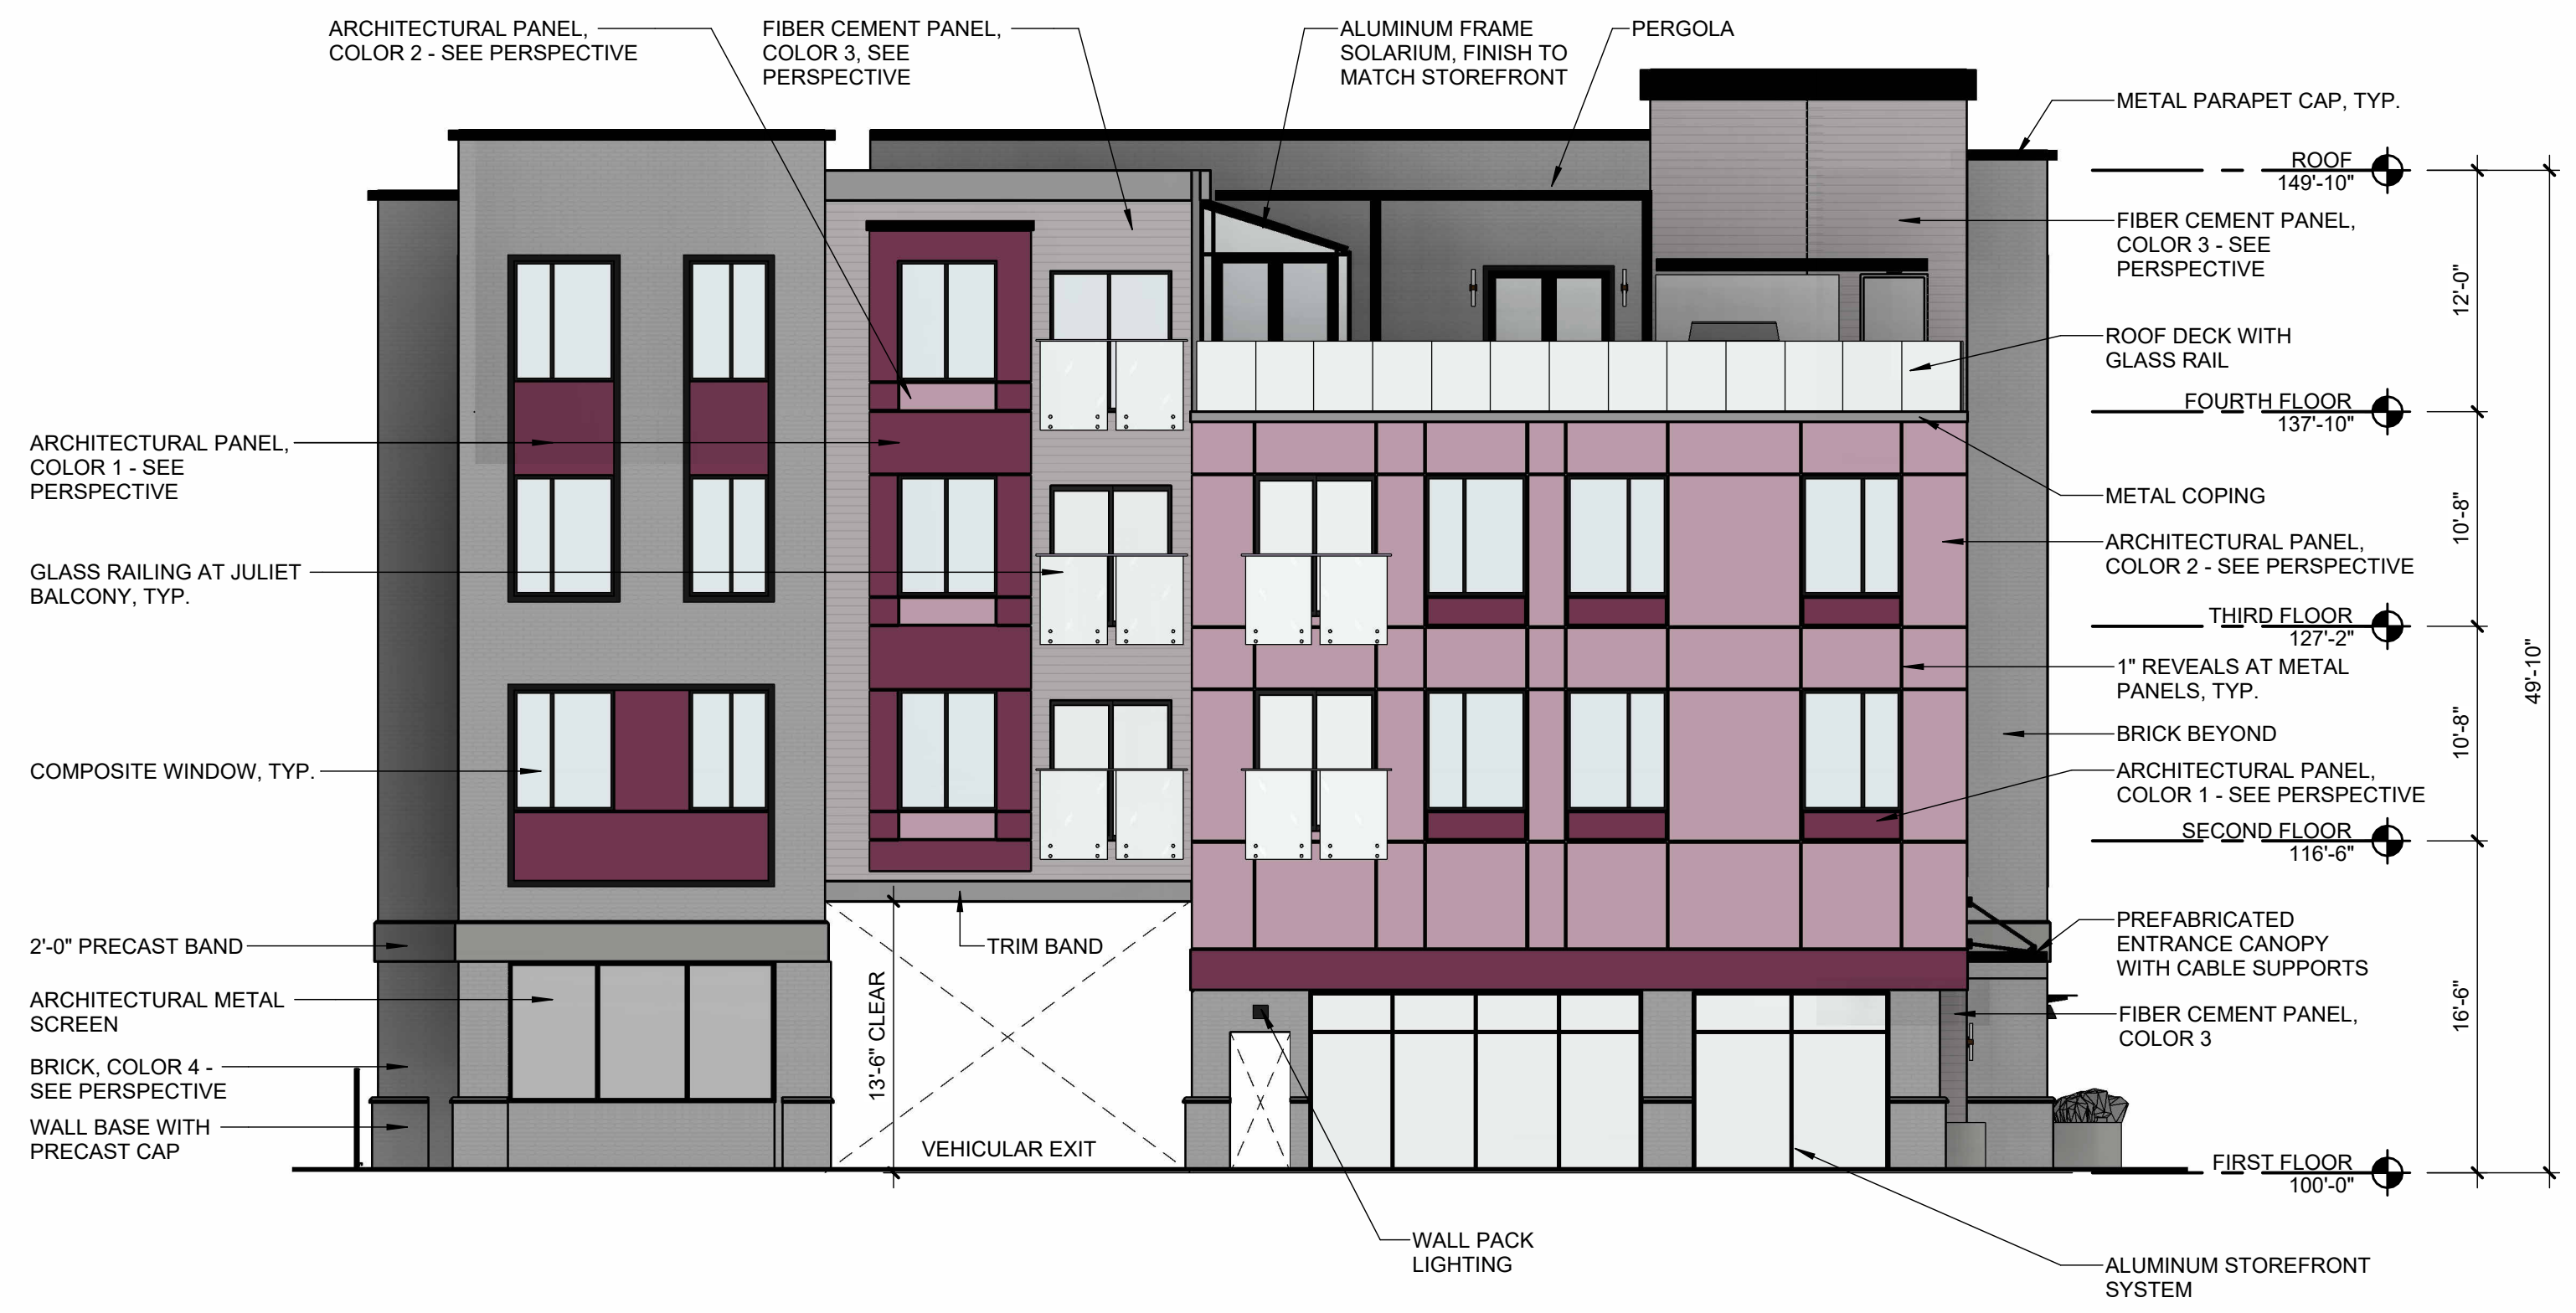 ARCHITECTURAL PANEL,
COLOR 2 - SEE PERSPECTIVE
FIBER CEMENT PANEL,
COLOR 3, SEE
PERSPECTIVE
ALUMINUM FRAME
SOLARIUM, FINISH TO
MATCH STOREFRONT
PERGOLA
METAL PARAPET CAP, TYP.
ROOF
149'-10"
FIBER CEMENT PANEL,
COLOR 3 - SEE
PERSPECTIVE
12'-0"
ROOF DECK WITH
GLASS RAIL
FOURTH FLOOR
137'-10"
ARCHITECTURAL PANEL,
COLOR 1 - SEE
PERSPECTIVE
METAL COPING
10'-8"
ARCHITECTURAL PANEL,
COLOR 2 - SEE PERSPECTIVE
GLASS RAILING AT JULIET
BALCONY, TYP.
THIRD FLOOR
127'-2"
1" REVEALS AT METAL
PANELS, TYP.
49'-10"
BRICK BEYOND
10'-8"
COMPOSITE WINDOW, TYP.
ARCHITECTURAL PANEL,
COLOR 1 - SEE PERSPECTIVE
SECOND FLOOR
116'-6"
PREFABRICATED
ENTRANCE CANOPY
WITH CABLE SUPPORTS
2'-0" PRECAST BAND
TRIM BAND
ARCHITECTURAL METAL
SCREEN
13'-6" CLEAR
FIBER CEMENT PANEL,
COLOR 3
16'-6"
BRICK, COLOR 4 -
SEE PERSPECTIVE
WALL BASE WITH
PRECAST CAP
VEHICULAR EXIT
FIRST FLOOR
100'-0"
WALL PACK
LIGHTING
ALUMINUM STOREFRONT
SYSTEM